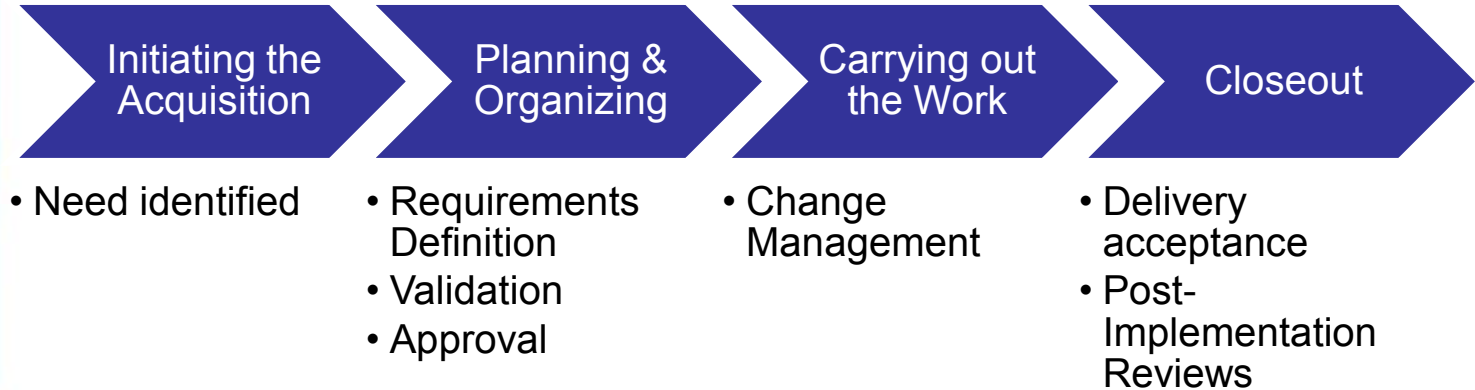 Initiating the
Acquisition
• Need identified
Planning &
Organizing
• Requirements
Definition
• Validation
• Approval
Carrying out
the Work
• Change
Management
Closeout
• Delivery
acceptance
• Post-
Implementation
Reviews